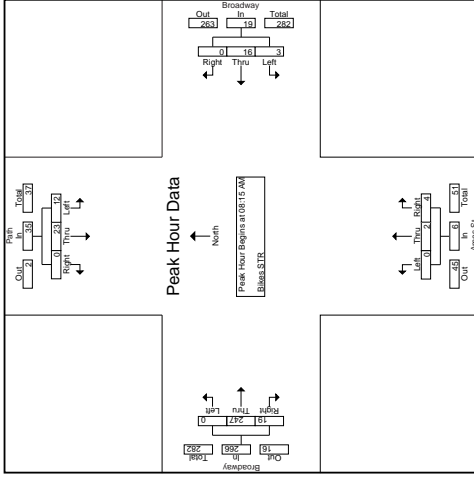 Broadway
Out In Total
263 19 282
0 16 3
Right Thru Left
Path
Total
37
In
35
Out
2
12
Left
23
Thru
0
Right
Peak Hour Data
North
Peak Hour Begins at 08:15 AM
Bikes STR
Right
4
Thru
2
Left
0
Total
51
In
6
Out
45
Left
0
Thru
247
Right
19
Total
282
In
266
Out
16
Broadway